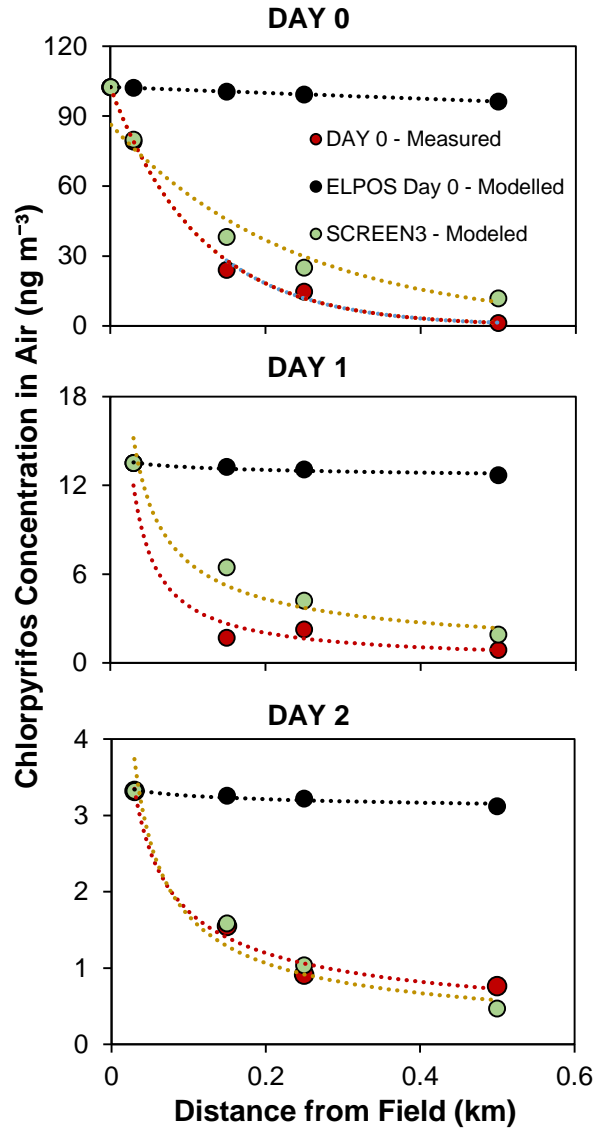 DAY 0
120
90
60
30
0
DAY 0 - Measured
ELPOS Day 0 - Modelled
SCREEN3 - Modeled
DAY 1
18
12
6
0
DAY 2
4
3
2
1
0
0
0.2
0.4
0.6
Chlorpyrifos Concentration in Air (ng m⁻³)
Distance from Field (km)